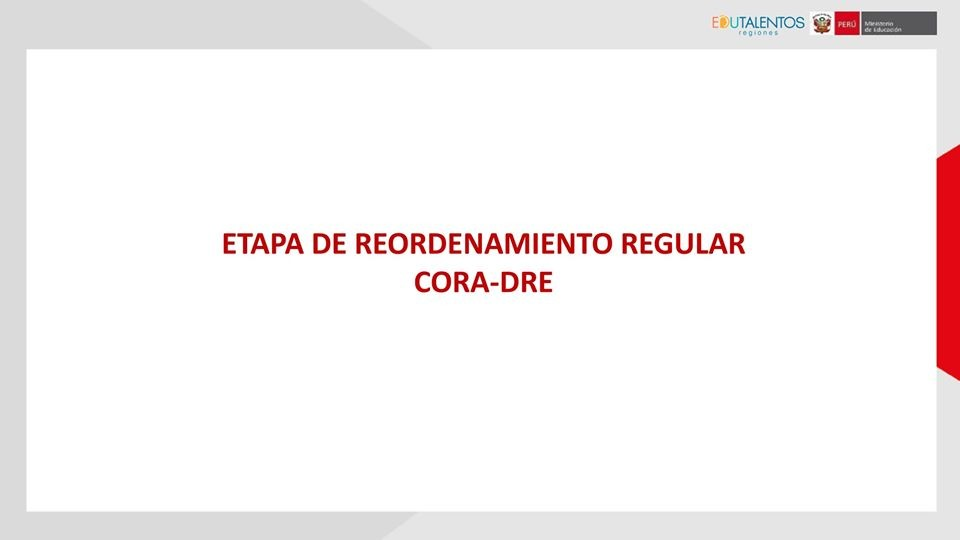 EDUTALENTOS
regiones
PERÚ
Ministerio
de Educación
ETAPA DE REORDENAMIENTO REGULAR
CORA-DRE